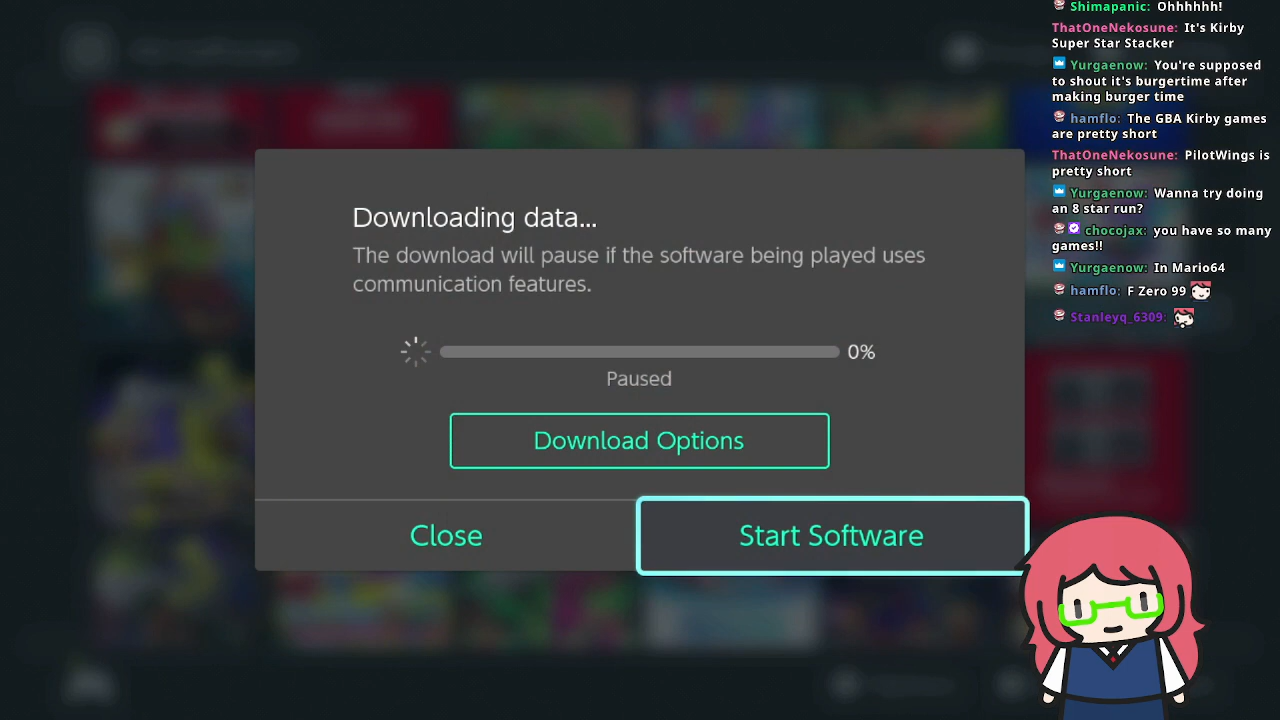 Shimapanic: Ohhhhhh!
ThatOneNekosune: It's Kirby
Super Star Stacker
Yurgaenow: You're supposed
to shout it's burgertime after
making burger time
hamflo: The GBA Kirby games
are pretty short
ThatOneNekosune: PilotWings is
pretty short
Yurgaenow: Wanna try doing
an 8 star run?
chocojax: you have so many
games!!
Yurgaenow: In Mario64
hamflo: F Zero 99
Stanleyq_6309:
Downloading data...
The download will pause if the software being played uses
communication features.
0%
Paused
Download Options
Close
Start Software